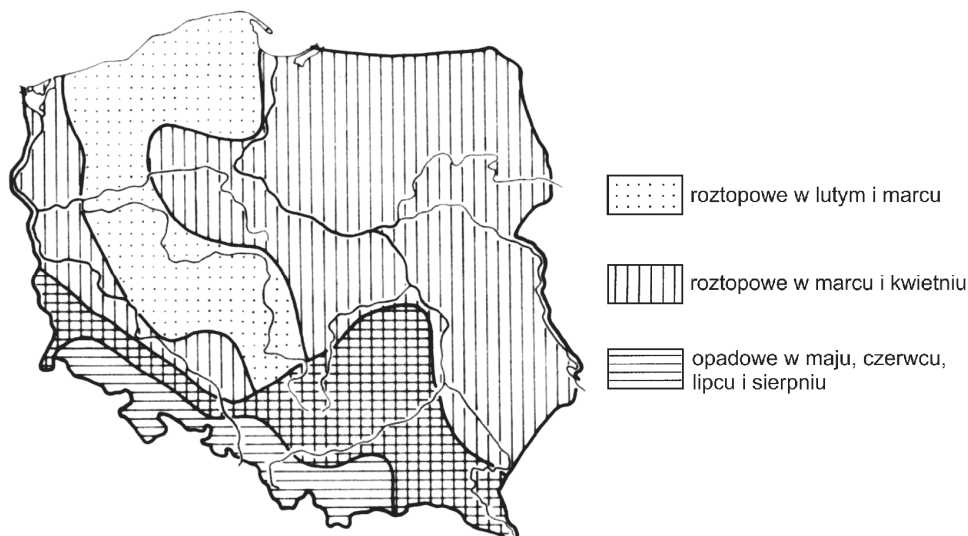 roztopowe w lutym i marcu
roztopowe w marcu i kwietniu
opadowe w maju, czerwcu,
lipcu i sierpniu